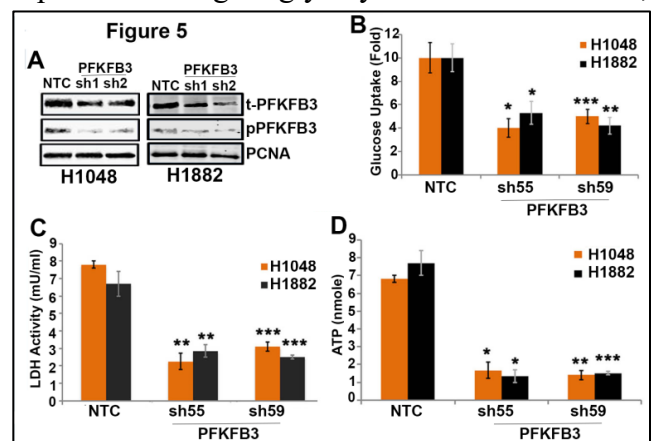 Figure 5
A
PFKFB3
NTC sh1 sh2
PFKFB3
NTC sh1 sh2
t-PFKFB3
pPFKFB3
PCNA
H1048
H1882
B
Glucose Uptake (Fold)
14
12
10
8
6
4
2
0
H1048
H1882
* *
*** **
NTC sh55 sh59
PFKFB3
C
LDH Activity (mU/ml)
9
8
7
6
5
4
3
2
1
0
H1048
H1882
** **
*** ***
NTC sh55 sh59
PFKFB3
D
ATP (nmole)
9
8
7
6
5
4
3
2
1
0
H1048
H1882
* *
** ***
NTC sh55 sh59
PFKFB3